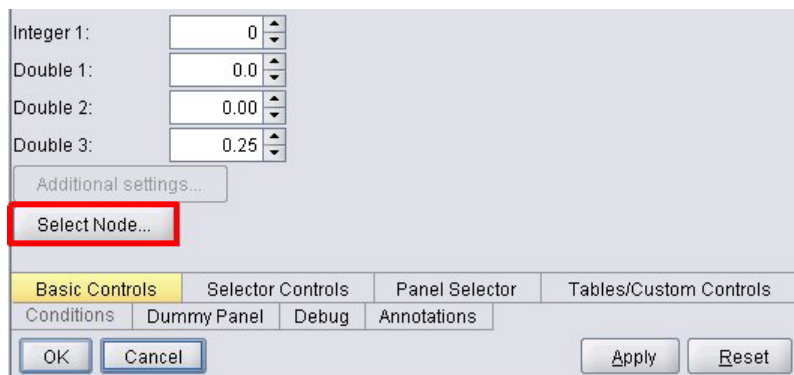 Integer 1: 0
Double 1: 0.0
Double 2: 0.00
Double 3: 0.25
Additional settings...
Select Node...
Basic Controls Selector Controls Panel Selector Tables/Custom Controls
Conditions Dummy Panel Debug Annotations
OK Cancel Apply Reset